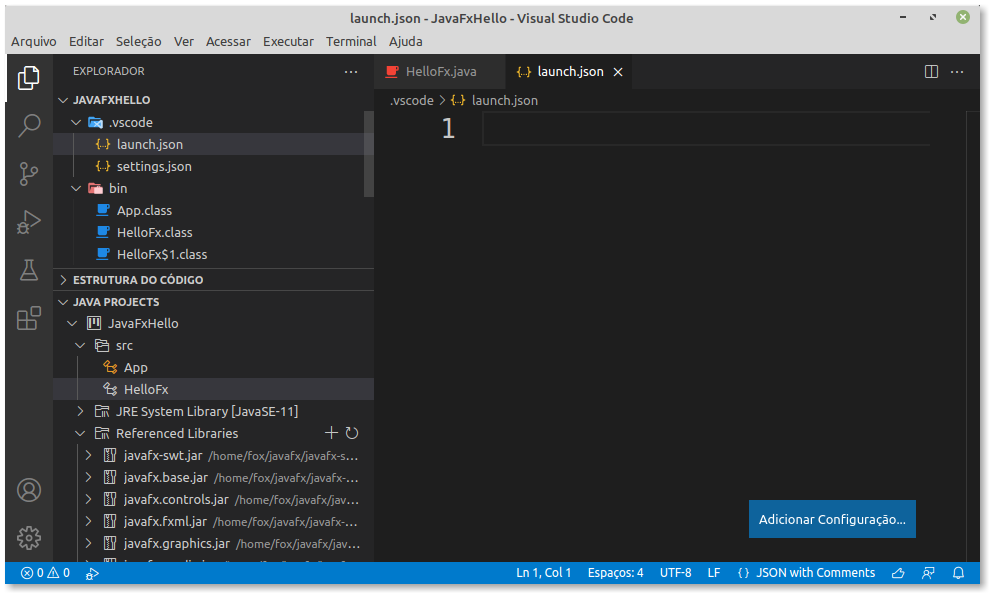 launch.json - JavaFxHello - Visual Studio Code
Arquivo Editar Seleção Ver Acessar Executar Terminal Ajuda
EXPLORADOR
JAVAFXHELLO
.vscode
launch.json
settings.json
bin
App.class
HelloFx.class
HelloFx$1.class
ESTRUTURA DO CÓDIGO
JAVA PROJECTS
JavaFxHello
src
App
HelloFx
JRE System Library [JavaSE-11]
Referenced Libraries
javafx-swt.jar /home/fox/javafx/javafx-s...
javafx.base.jar /home/fox/javafx/javafx-...
javafx.controls.jar /home/fox/javafx/jav...
javafx.fxml.jar /home/fox/javafx/javafx-...
javafx.graphics.jar /home/fox/javafx/jav...
HelloFx.java {..} launch.json
.vscode > {..} launch.json
1
Adicionar Configuração...
0 0 Ln 1, Col 1 Espaços: 4 UTF-8 LF {} JSON with Comments